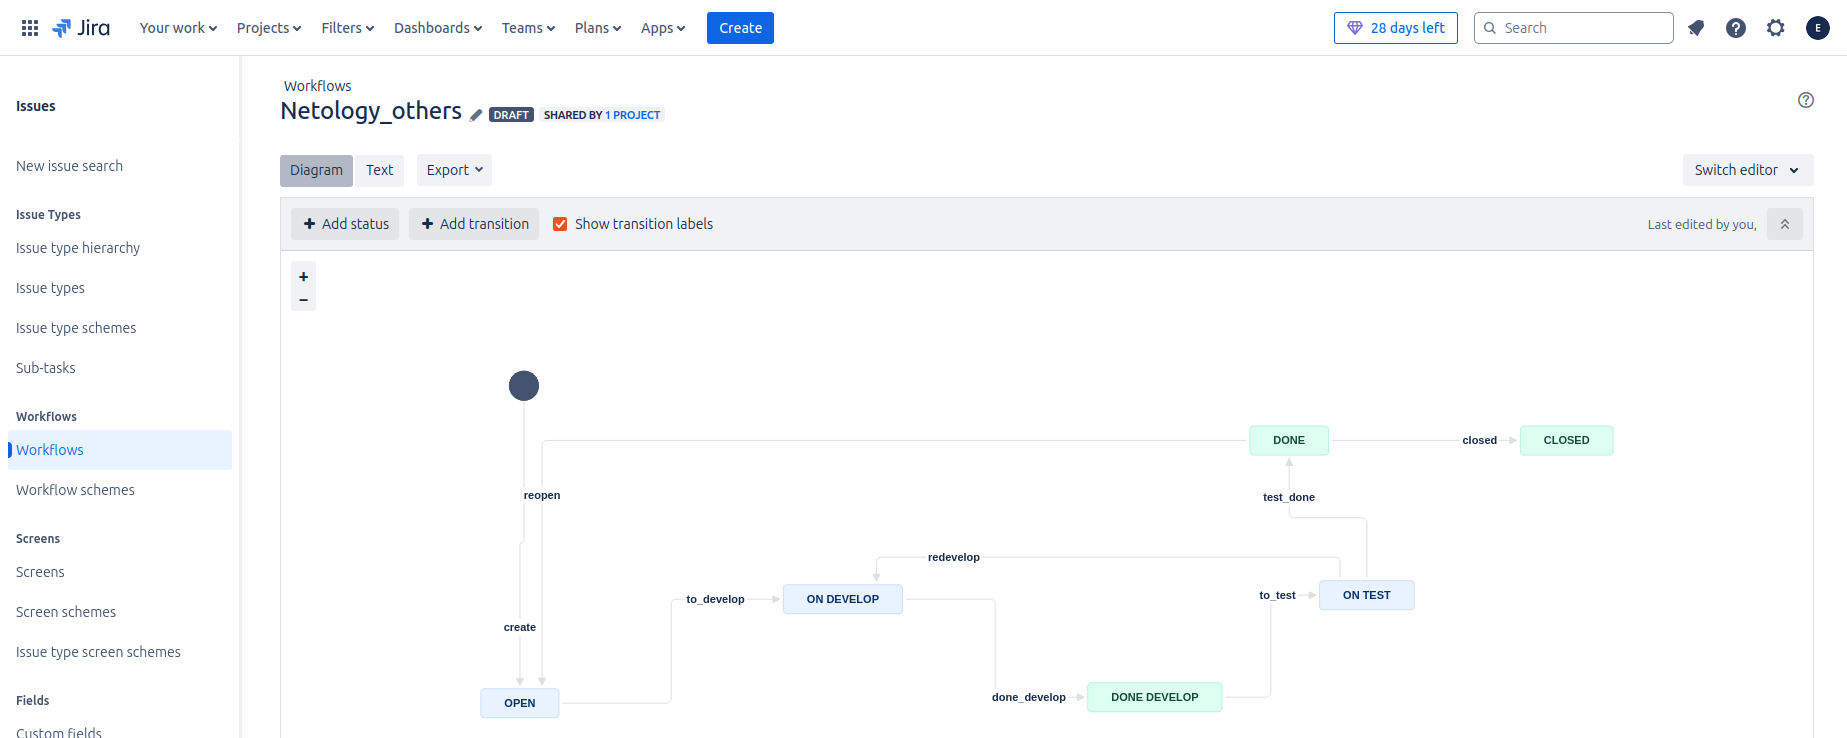 Jira
Your work
Projects
Filters
Dashboards
Teams
Plans
Apps
Create
28 days left
Search
E
Issues
New issue search
Issue Types
Issue type hierarchy
Issue types
Issue type schemes
Sub-tasks
Workflows
Workflows
Workflow schemes
Screens
Screens
Screen schemes
Issue type screen schemes
Fields
Custom fields
Workflows
Netology_others DRAFT SHARED BY 1 PROJECT
Diagram Text Export
Switch editor
+ Add status + Add transition Show transition labels
Last edited by you,
+
−
DONE
closed
CLOSED
reopen
test_done
redevelop
to_develop
ON DEVELOP
to_test
ON TEST
create
OPEN
done_develop
DONE DEVELOP